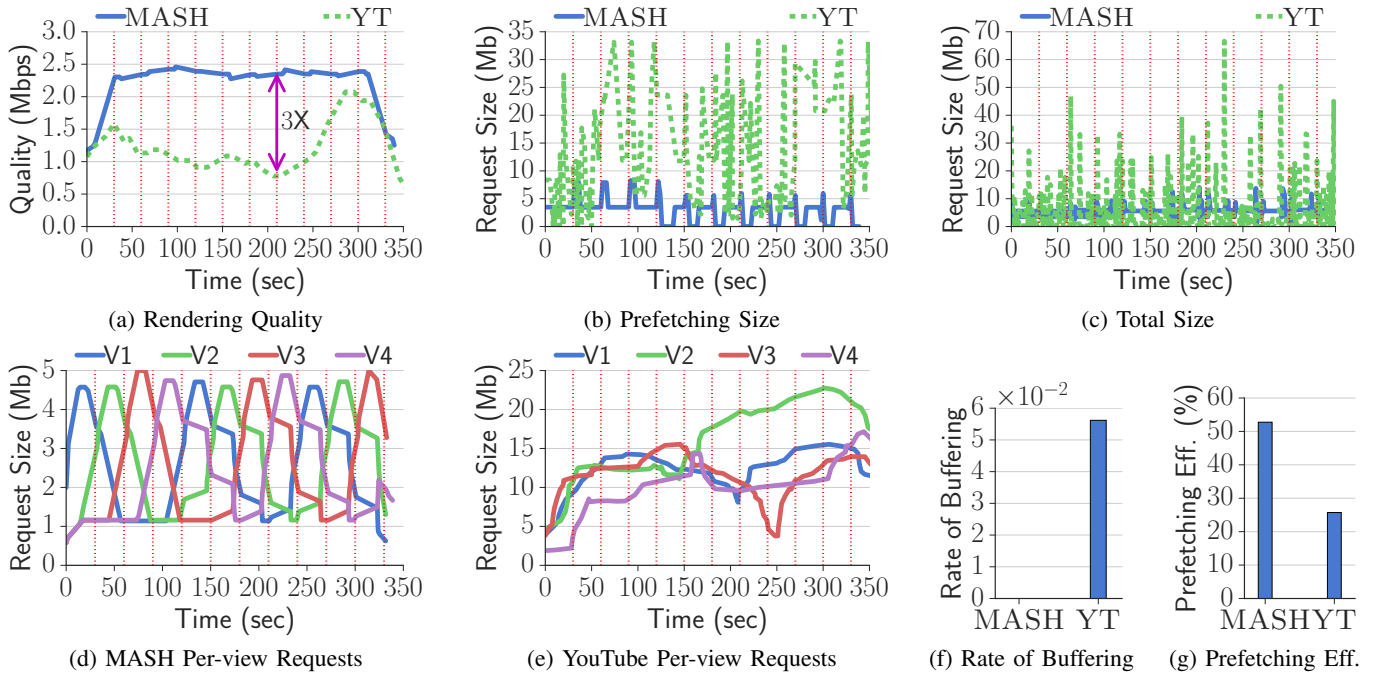 MASH YT
Quality (Mbps)
3.0
2.5
2.0
1.5
1.0
0.5
0.0
3X
0 50 100 150 200 250 300 350
Time (sec)
(a) Rendering Quality
MASH YT
Request Size (Mb)
35
30
25
20
15
10
5
0
0 50 100 150 200 250 300 350
Time (sec)
(b) Prefetching Size
MASH YT
Request Size (Mb)
70
60
50
40
30
20
10
0
0 50 100 150 200 250 300 350
Time (sec)
(c) Total Size
V1 V2 V3 V4
Request Size (Mb)
5
4
3
2
1
0
0 50 100 150 200 250 300 350
Time (sec)
(d) MASH Per-view Requests
V1 V2 V3 V4
Request Size (Mb)
25
20
15
10
5
0
0 50 100 150 200 250 300 350
Time (sec)
(e) YouTube Per-view Requests
Rate of Buffering
×10⁻²
6
5
4
3
2
1
0
MASH YT
(f) Rate of Buffering
Prefetching Eff. (%)
60
50
40
30
20
10
0
MASH YT
(g) Prefetching Eff.